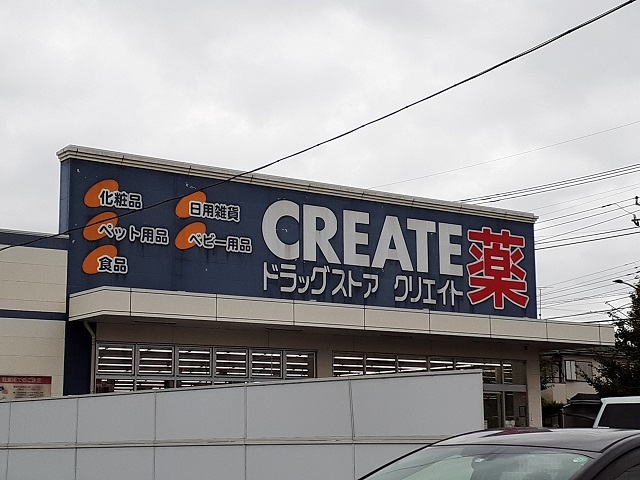 化粧品
ペット用品
食品
日用雑貨
ベビー用品
CREATE
ドラッグストア クリエイト
薬